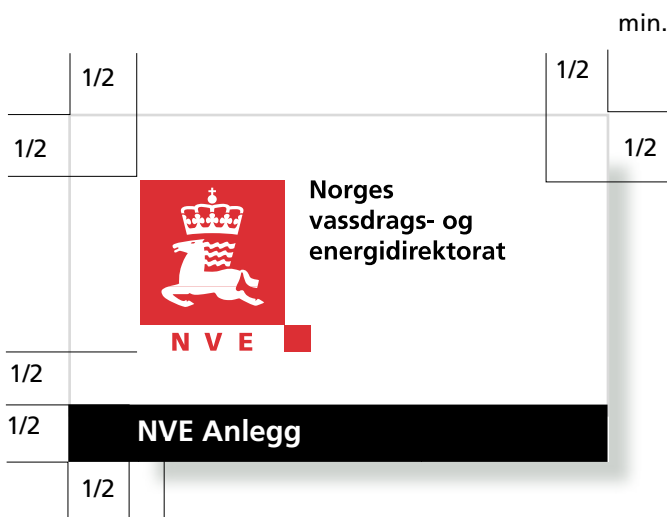 min.
1/2
1/2
1/2
1/2
Norges
vassdrags- og
energidirektorat
N V E
1/2
1/2
NVE Anlegg
1/2